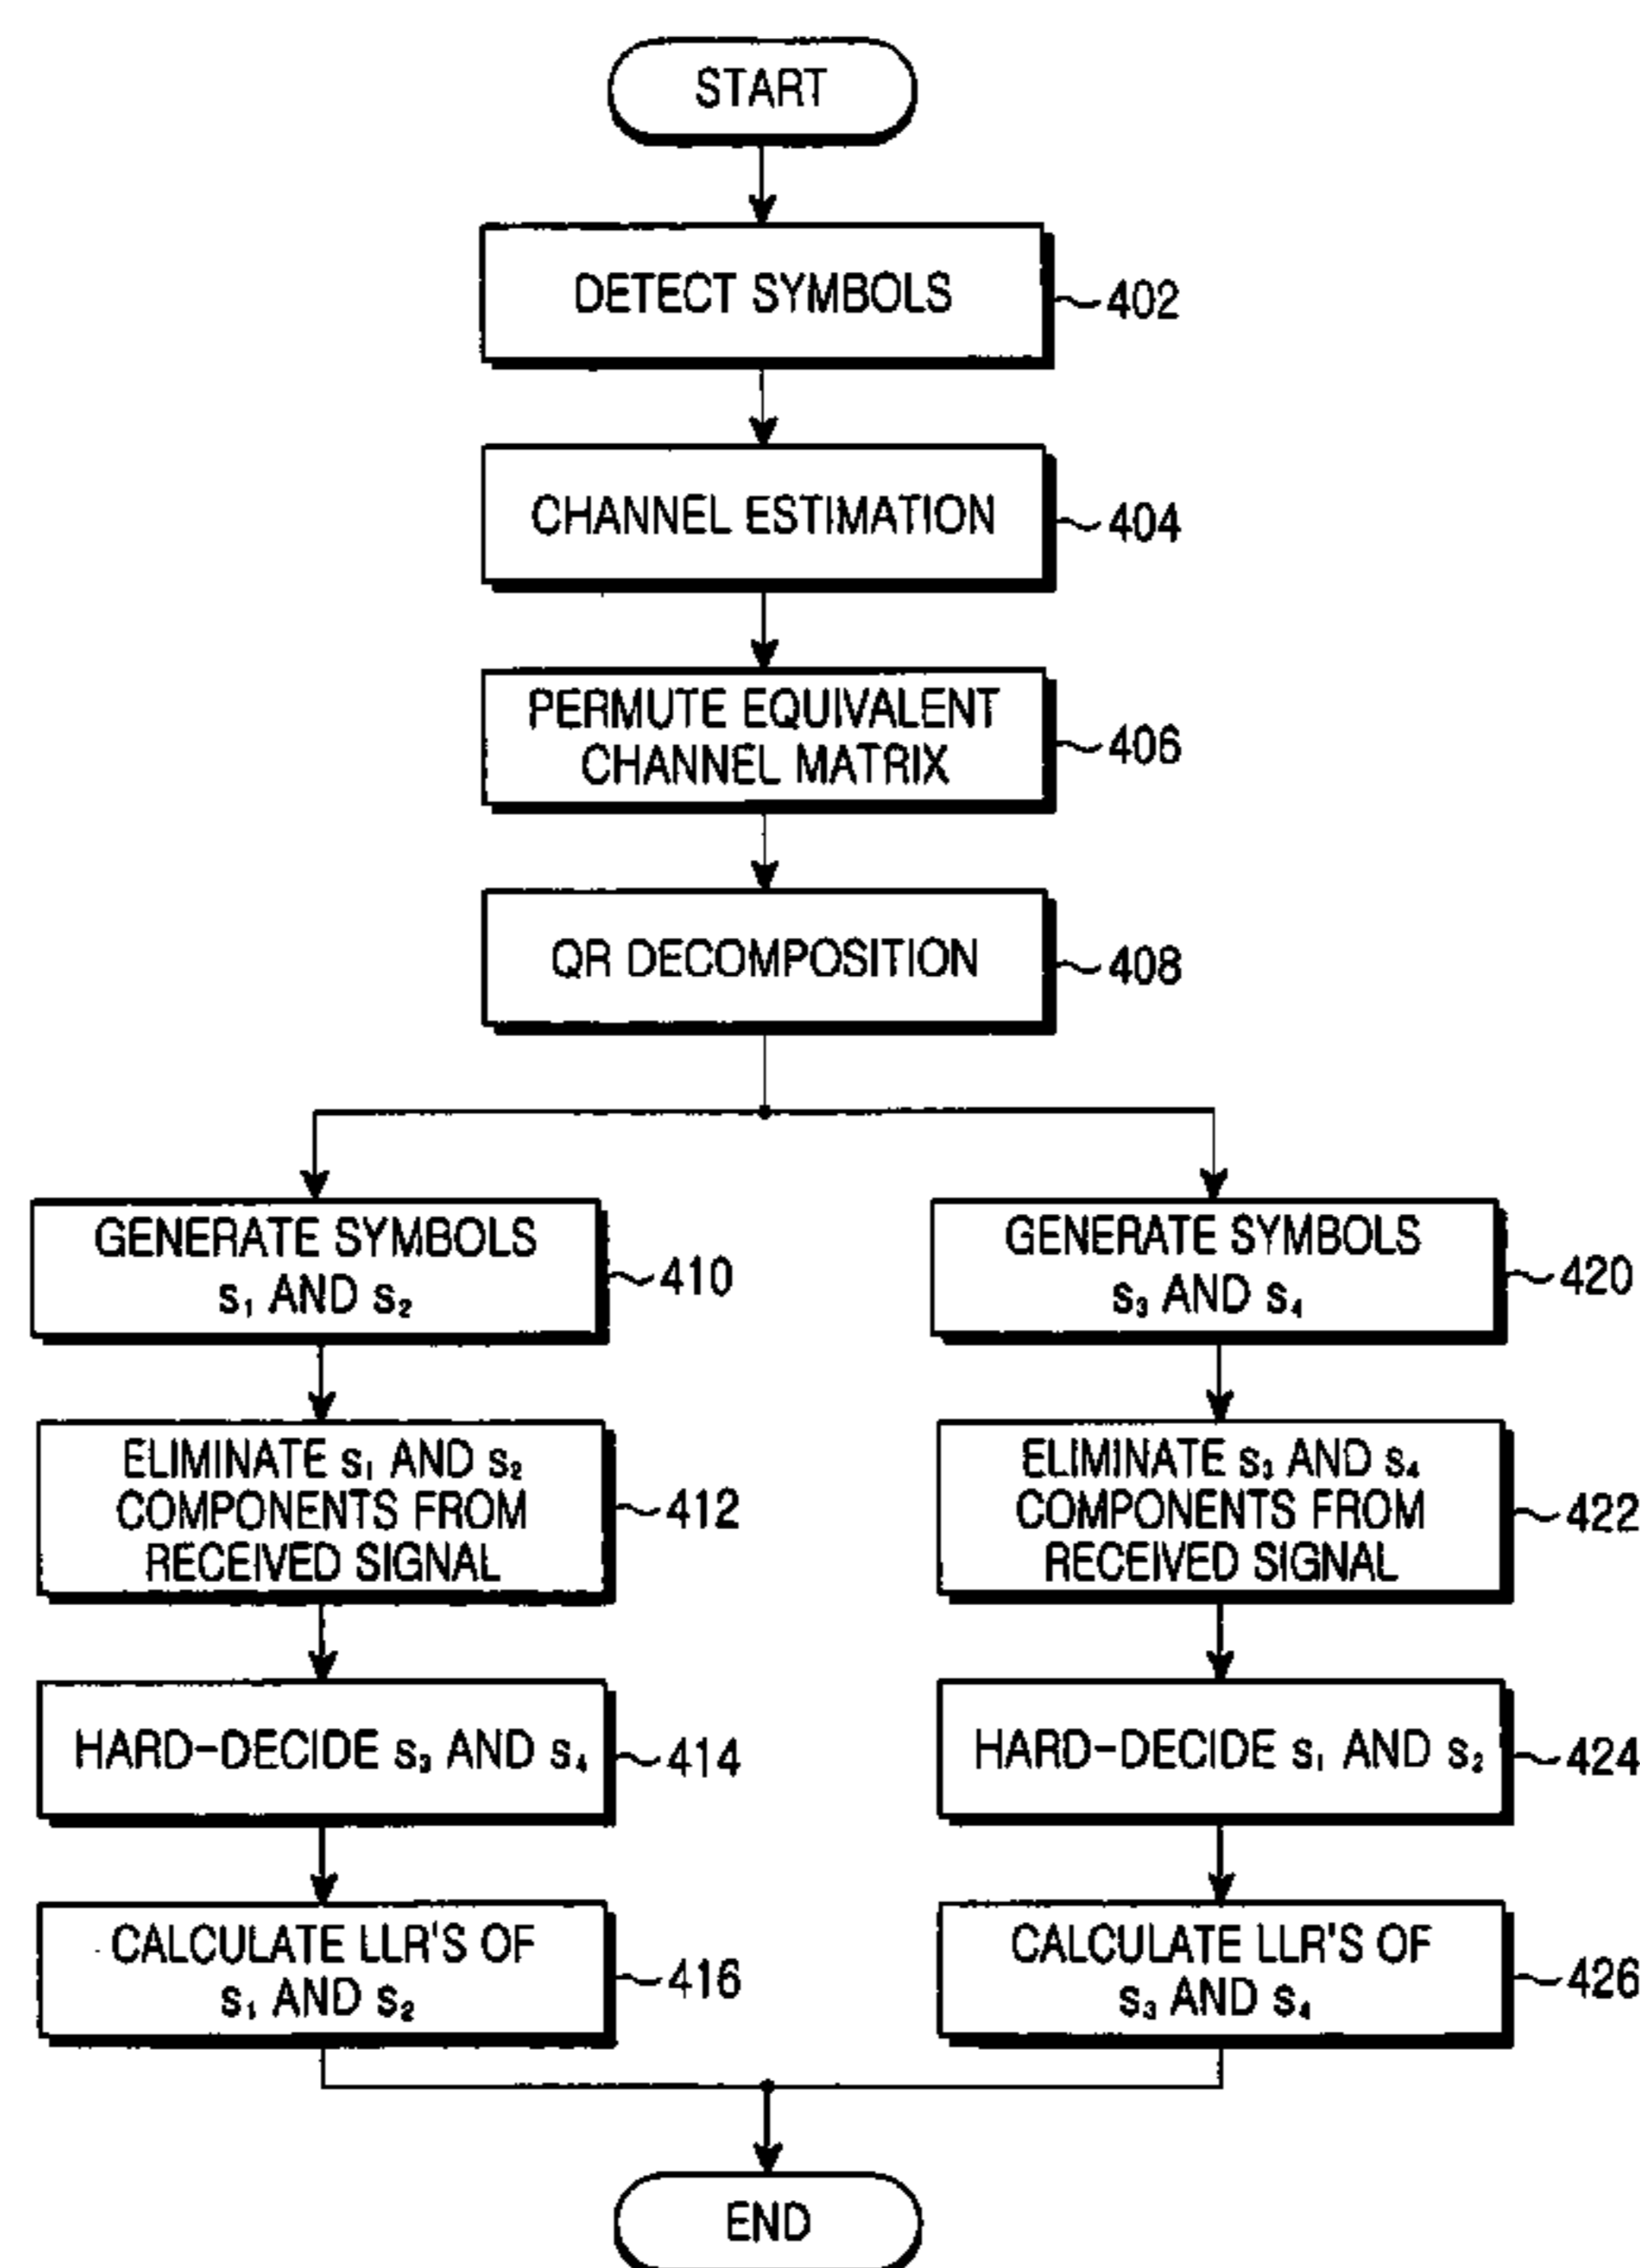 START
DETECT SYMBOLS
402
CHANNEL ESTIMATION
404
PERMUTE EQUIVALENT
CHANNEL MATRIX
406
QR DECOMPOSITION
408
GENERATE SYMBOLS
s₁ AND s₂
410
ELIMINATE s₁ AND s₂
COMPONENTS FROM
RECEIVED SIGNAL
412
HARD-DECIDE s₃ AND s₄
414
CALCULATE LLR'S OF
s₁ AND s₂
416
GENERATE SYMBOLS
s₃ AND s₄
420
ELIMINATE s₃ AND s₄
COMPONENTS FROM
RECEIVED SIGNAL
422
HARD-DECIDE s₁ AND s₂
424
CALCULATE LLR'S OF
s₃ AND s₄
426
END